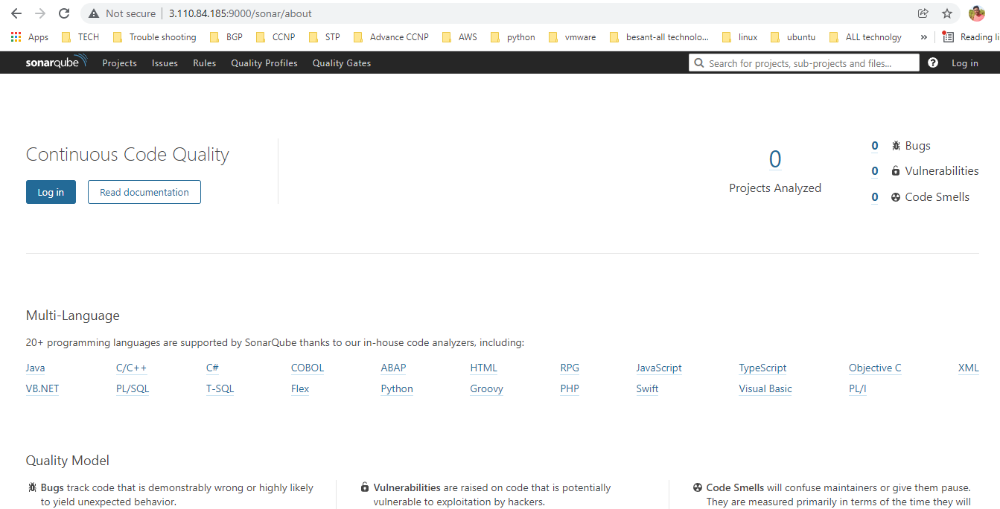 Not secure 3.110.84.185:9000/sonar/about
Apps TECH Trouble shooting BGP CCNP STP Advance CCNP AWS python vmware besant-all technolo... linux ubuntu ALL technolgy » Reading li
sonarqube Projects Issues Rules Quality Profiles Quality Gates Search for projects, sub-projects and files... ? Log in
Continuous Code Quality
Log in Read documentation
0
Projects Analyzed
0 Bugs
0 Vulnerabilities
0 Code Smells
Multi-Language
20+ programming languages are supported by SonarQube thanks to our in-house code analyzers, including:
Java C/C++ C# COBOL ABAP HTML RPG JavaScript TypeScript Objective C XML
VB.NET PL/SQL T-SQL Flex Python Groovy PHP Swift Visual Basic PL/I
Quality Model
Bugs track code that is demonstrably wrong or highly likely
to yield unexpected behavior.
Vulnerabilities are raised on code that is potentially
vulnerable to exploitation by hackers.
Code Smells will confuse maintainers or give them pause.
They are measured primarily in terms of the time they will